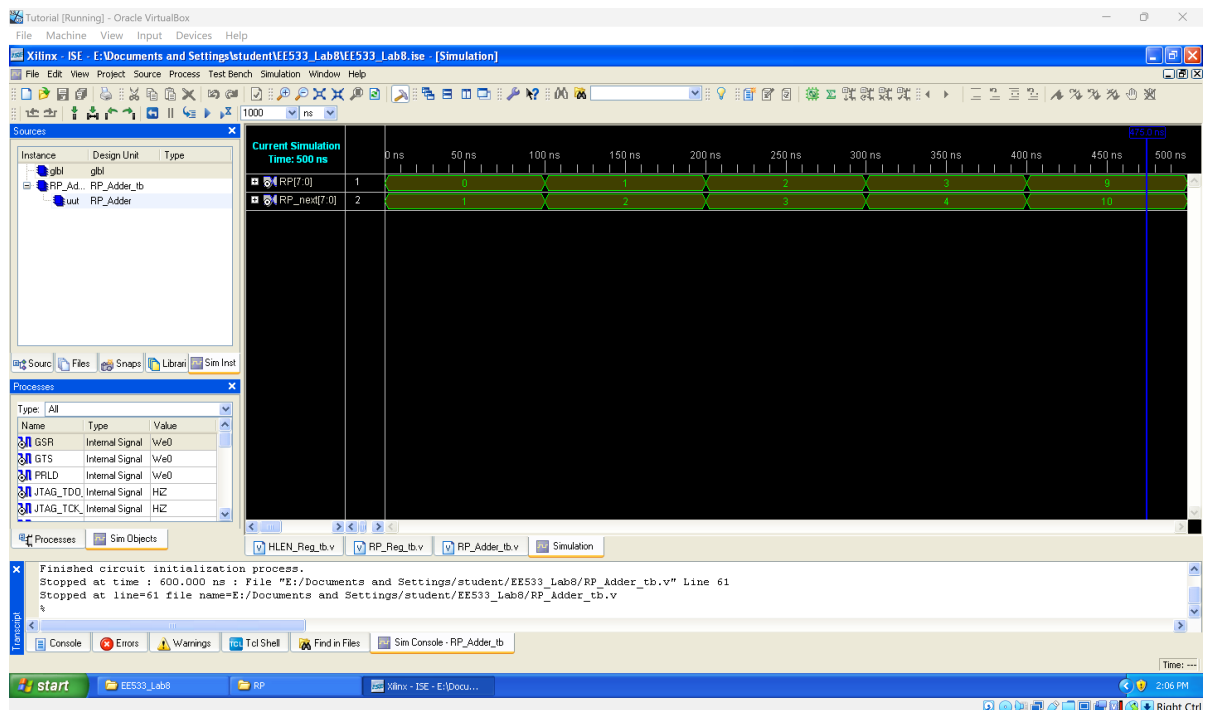 Tutorial [Running] - Oracle VirtualBox
File Machine View Input Devices Help
Xilinx - ISE - E:\Documents and Settings\student\EE533_Lab8\EE533_Lab8.ise - [Simulation]
File Edit View Project Source Process Test Bench Simulation Window Help
1000 ns
Sources
Instance Design Unit Type
glbl glbl
RP_Ad... RP_Adder_tb
uut RP_Adder
Sourc Files Snaps Librari Sim Inst
Processes
Type: All
Name Type Value
GSR Internal Signal We0
GTS Internal Signal We0
PRLD Internal Signal We0
JTAG_TDO_ Internal Signal HiZ
JTAG_TCK_ Internal Signal HiZ
Processes Sim Objects
475.0 ns
Current Simulation
Time: 500 ns
0 ns 50 ns 100 ns 150 ns 200 ns 250 ns 300 ns 350 ns 400 ns 450 ns 500 ns
RP[7:0] 1 0 1 2 3 9
RP_next[7:0] 2 1 2 3 4 10
HLEN_Reg_tb.v RP_Reg_tb.v RP_Adder_tb.v Simulation
Finished circuit initialization process.
Stopped at time : 600.000 ns : File "E:/Documents and Settings/student/EE533_Lab8/RP_Adder_tb.v" Line 61
Stopped at line=61 file name=E:/Documents and Settings/student/EE533_Lab8/RP_Adder_tb.v
%
Transcript
Console Errors Warnings Tcl Shell Find in Files Sim Console - RP_Adder_tb
Time: ---
start EE533_Lab8 RP Xilinx - ISE - E:\Docu... 2:06 PM
Right Ctrl